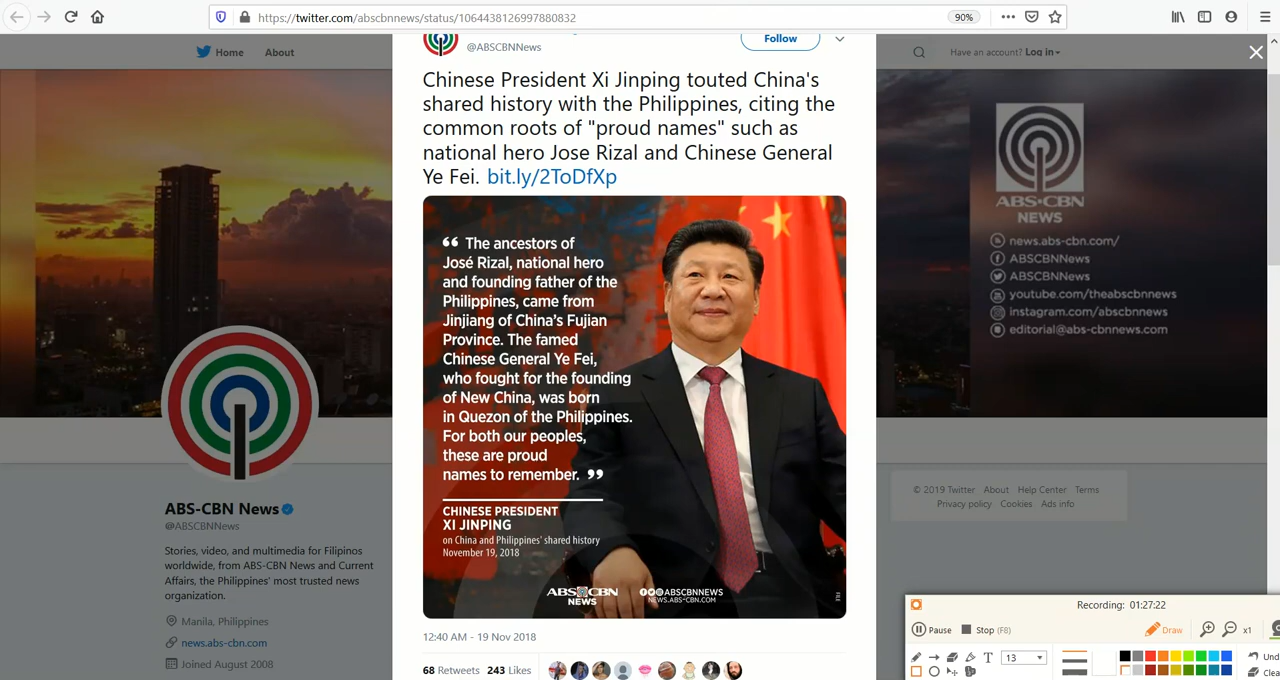 https://twitter.com/abscbnnews/status/1064438126997880832
90%
Home
About
Have an account? Log in
@ABSCBNNews
Follow
Chinese President Xi Jinping touted China's
shared history with the Philippines, citing the
common roots of "proud names" such as
national hero Jose Rizal and Chinese General
Ye Fei. bit.ly/2ToDfXp
“ The ancestors of
José Rizal, national hero
and founding father of the
Philippines, came from
Jinjiang of China’s Fujian
Province. The famed
Chinese General Ye Fei,
who fought for the founding
of New China, was born
in Quezon of the Philippines.
For both our peoples,
these are proud
names to remember. ”
CHINESE PRESIDENT
XI JINPING
on China and Philippines' shared history
November 19, 2018
ABS-CBN
NEWS
ABSCBNNEWS
NEWS.ABS-CBN.COM
12:40 AM - 19 Nov 2018
68 Retweets 243 Likes
ABS-CBN News
@ABSCBNNews
Stories, video, and multimedia for Filipinos
worldwide, from ABS-CBN News and Current
Affairs, the Philippines' most trusted news
organization.
Manila, Philippines
news.abs-cbn.com
Joined August 2008
ABS-CBN
NEWS
news.abs-cbn.com/
ABSCBNNews
ABSCBNNews
youtube.com/theabscbnnews
instagram.com/abscbnnews
editorial@abs-cbnnews.com
© 2019 Twitter About Help Center Terms
Privacy policy Cookies Ads info
Recording: 01:27:22
Pause
Stop (F8)
Draw
x1
T
13
Und
Clea